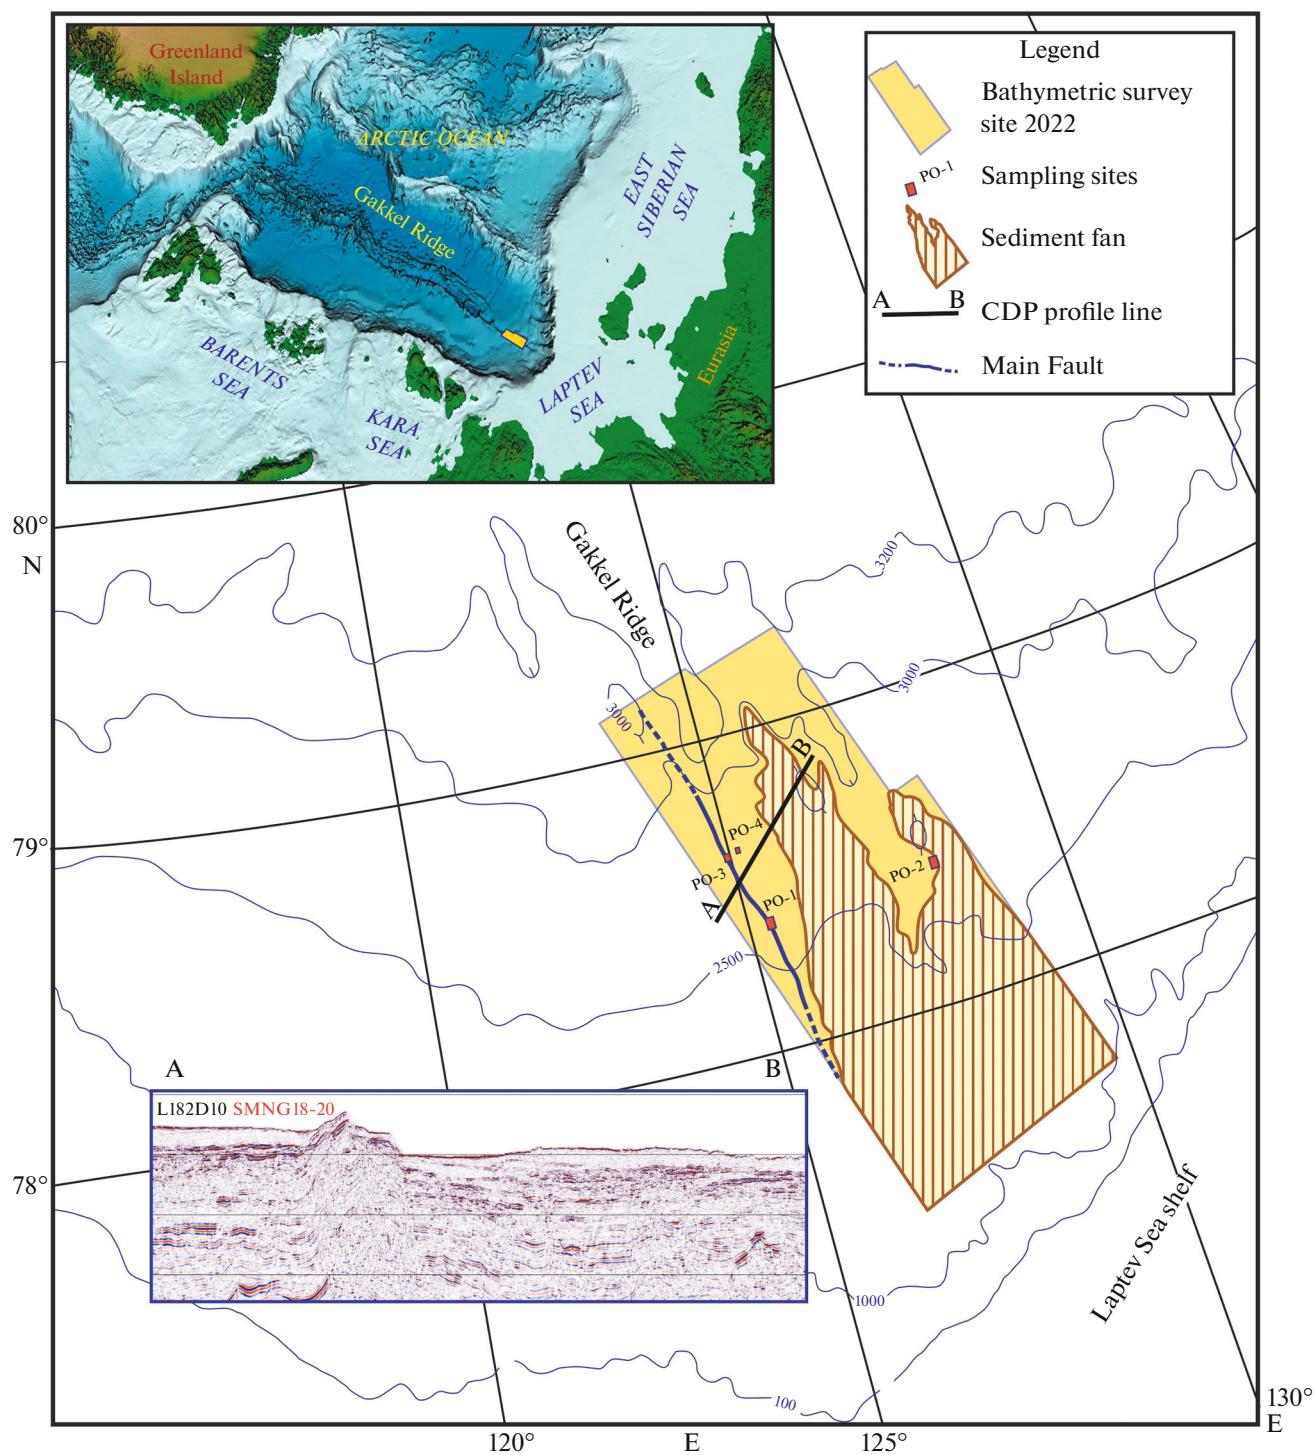 Greenland
Island
ARCTIC OCEAN
Gakkel Ridge
EAST
SIBERIAN
SEA
BARENTS
SEA
KARA
SEA
LAPTEV
SEA
Eurasia
Legend
Bathymetric survey
site 2022
PO-1
Sampling sites
Sediment fan
A
B
CDP profile line
Main Fault
80°
N
Gakkel Ridge
3200
3000
3000
79°
B
PO-4
PO-3
PO-2
PO-1
A
2500
A
B
L182D10 SMNG18-20
78°
Laptev Sea shelf
1000
100
120°
E
125°
130°
E